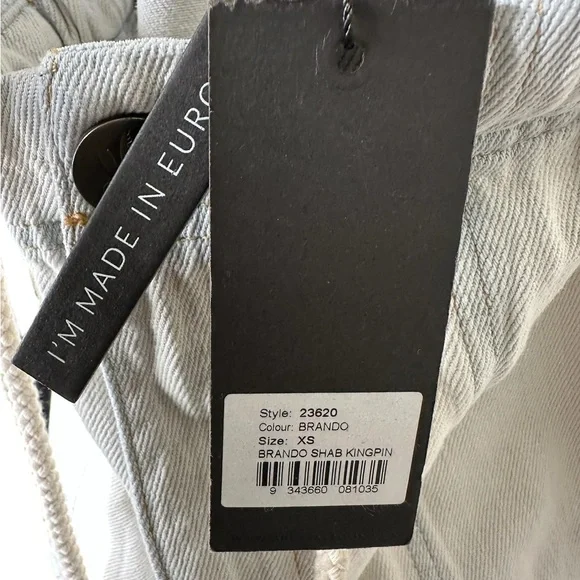 I'M MADE IN EURO
Style: 23620
Colour: BRANDO
Size: XS
BRANDO SHAB KINGPIN
9 343660 081035